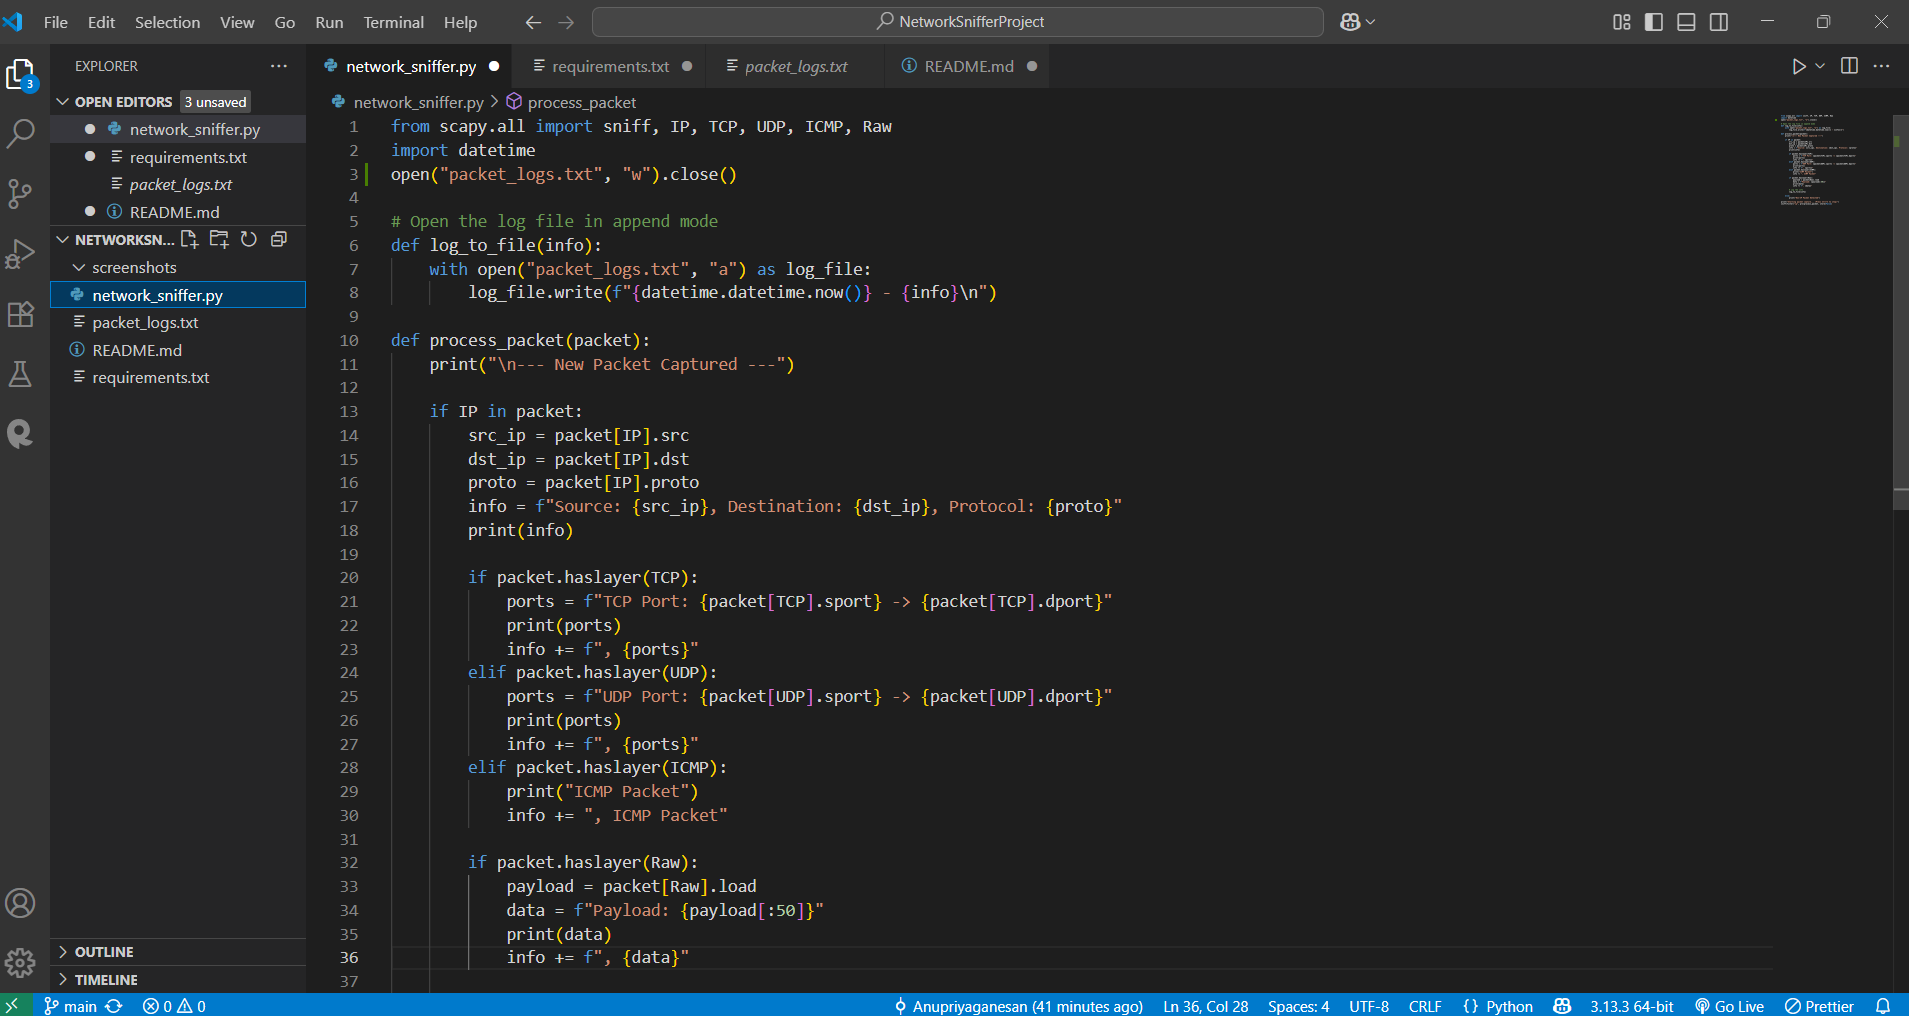 File Edit Selection View Go Run Terminal Help
NetworkSnifferProject
EXPLORER
OPEN EDITORS 3 unsaved
network_sniffer.py
requirements.txt
packet_logs.txt
README.md
NETWORKSN...
screenshots
network_sniffer.py
packet_logs.txt
README.md
requirements.txt
OUTLINE
TIMELINE
3
network_sniffer.py requirements.txt packet_logs.txt README.md
network_sniffer.py > process_packet
1 from scapy.all import sniff, IP, TCP, UDP, ICMP, Raw
2 import datetime
3 open("packet_logs.txt", "w").close()
4
5 # Open the log file in append mode
6 def log_to_file(info):
7     with open("packet_logs.txt", "a") as log_file:
8         log_file.write(f"{datetime.datetime.now()} - {info}\n")
9
10 def process_packet(packet):
11     print("\n--- New Packet Captured ---")
12
13     if IP in packet:
14         src_ip = packet[IP].src
15         dst_ip = packet[IP].dst
16         proto = packet[IP].proto
17         info = f"Source: {src_ip}, Destination: {dst_ip}, Protocol: {proto}"
18         print(info)
19
20         if packet.haslayer(TCP):
21             ports = f"TCP Port: {packet[TCP].sport} -> {packet[TCP].dport}"
22             print(ports)
23             info += f", {ports}"
24         elif packet.haslayer(UDP):
25             ports = f"UDP Port: {packet[UDP].sport} -> {packet[UDP].dport}"
26             print(ports)
27             info += f", {ports}"
28         elif packet.haslayer(ICMP):
29             print("ICMP Packet")
30             info += ", ICMP Packet"
31
32         if packet.haslayer(Raw):
33             payload = packet[Raw].load
34             data = f"Payload: {payload[:50]}"
35             print(data)
36             info += f", {data}"
37
main 0 0 Anupriyaganesan (41 minutes ago) Ln 36, Col 28 Spaces: 4 UTF-8 CRLF {} Python 3.13.3 64-bit Go Live Prettier